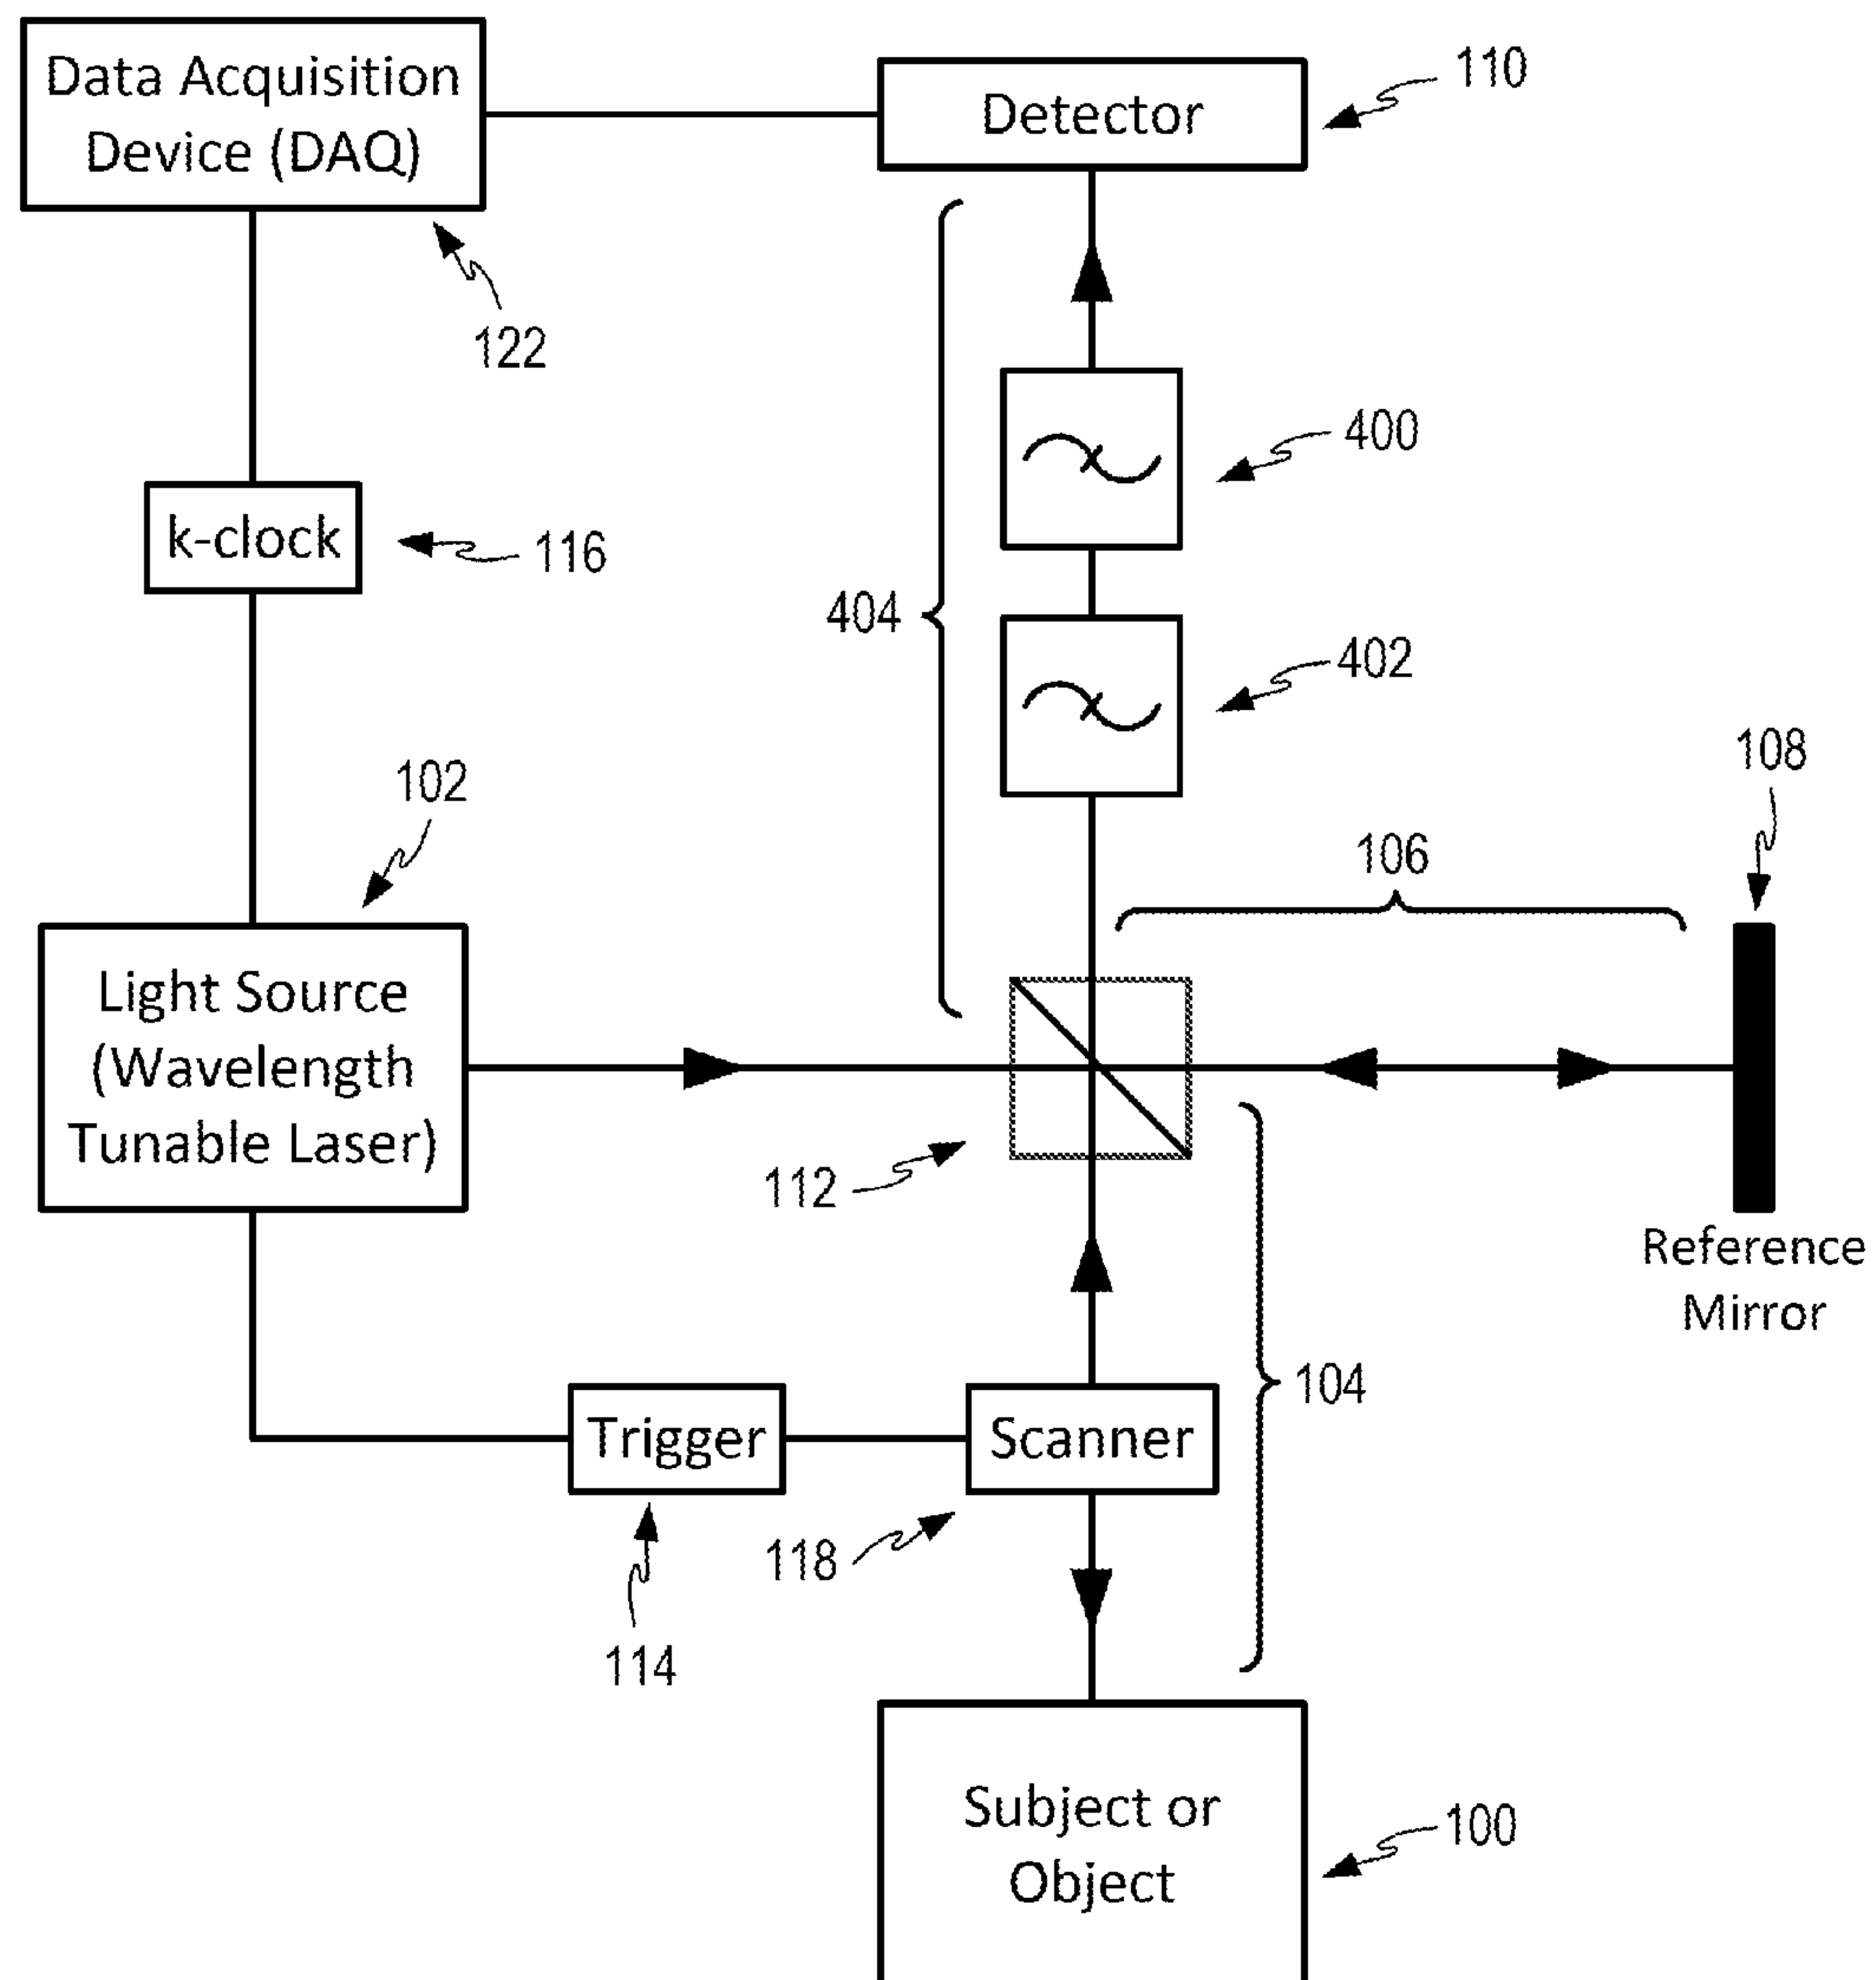 Data Acquisition
Device (DAQ)
Detector
110
122
400
k-clock
116
404
402
102
108
106
Light Source
(Wavelength
Tunable Laser)
112
Reference
Mirror
104
Trigger
Scanner
118
114
Subject or
Object
100